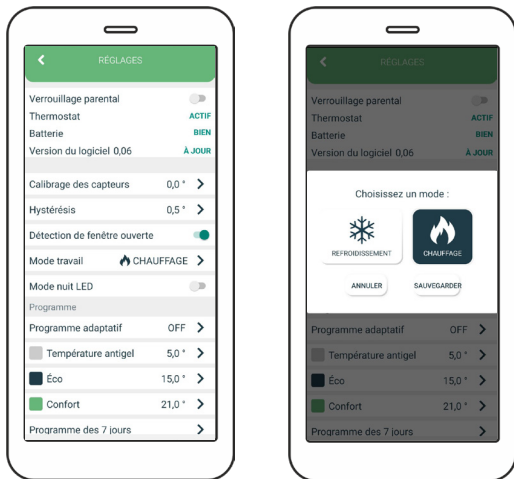 RÉGLAGES
Verrouillage parental
Thermostat ACTIF
Batterie BIEN
Version du logiciel 0,06 À JOUR
Calibrage des capteurs 0,0 °
Hystérésis 0,5 °
Détection de fenêtre ouverte
Mode travail CHAUFFAGE
Mode nuit LED
Programme
Programme adaptatif OFF
Température antigel 5,0 °
Éco 15,0 °
Confort 21,0 °
Programme des 7 jours
RÉGLAGES
Verrouillage parental
Thermostat ACTIF
Batterie BIEN
Version du logiciel 0,06 À JOUR
Choisissez un mode :
REFROIDISSEMENT CHAUFFAGE
ANNULER SAUVEGARDER
Programme adaptatif OFF
Température antigel 5,0 °
Éco 15,0 °
Confort 21,0 °
Programme des 7 jours